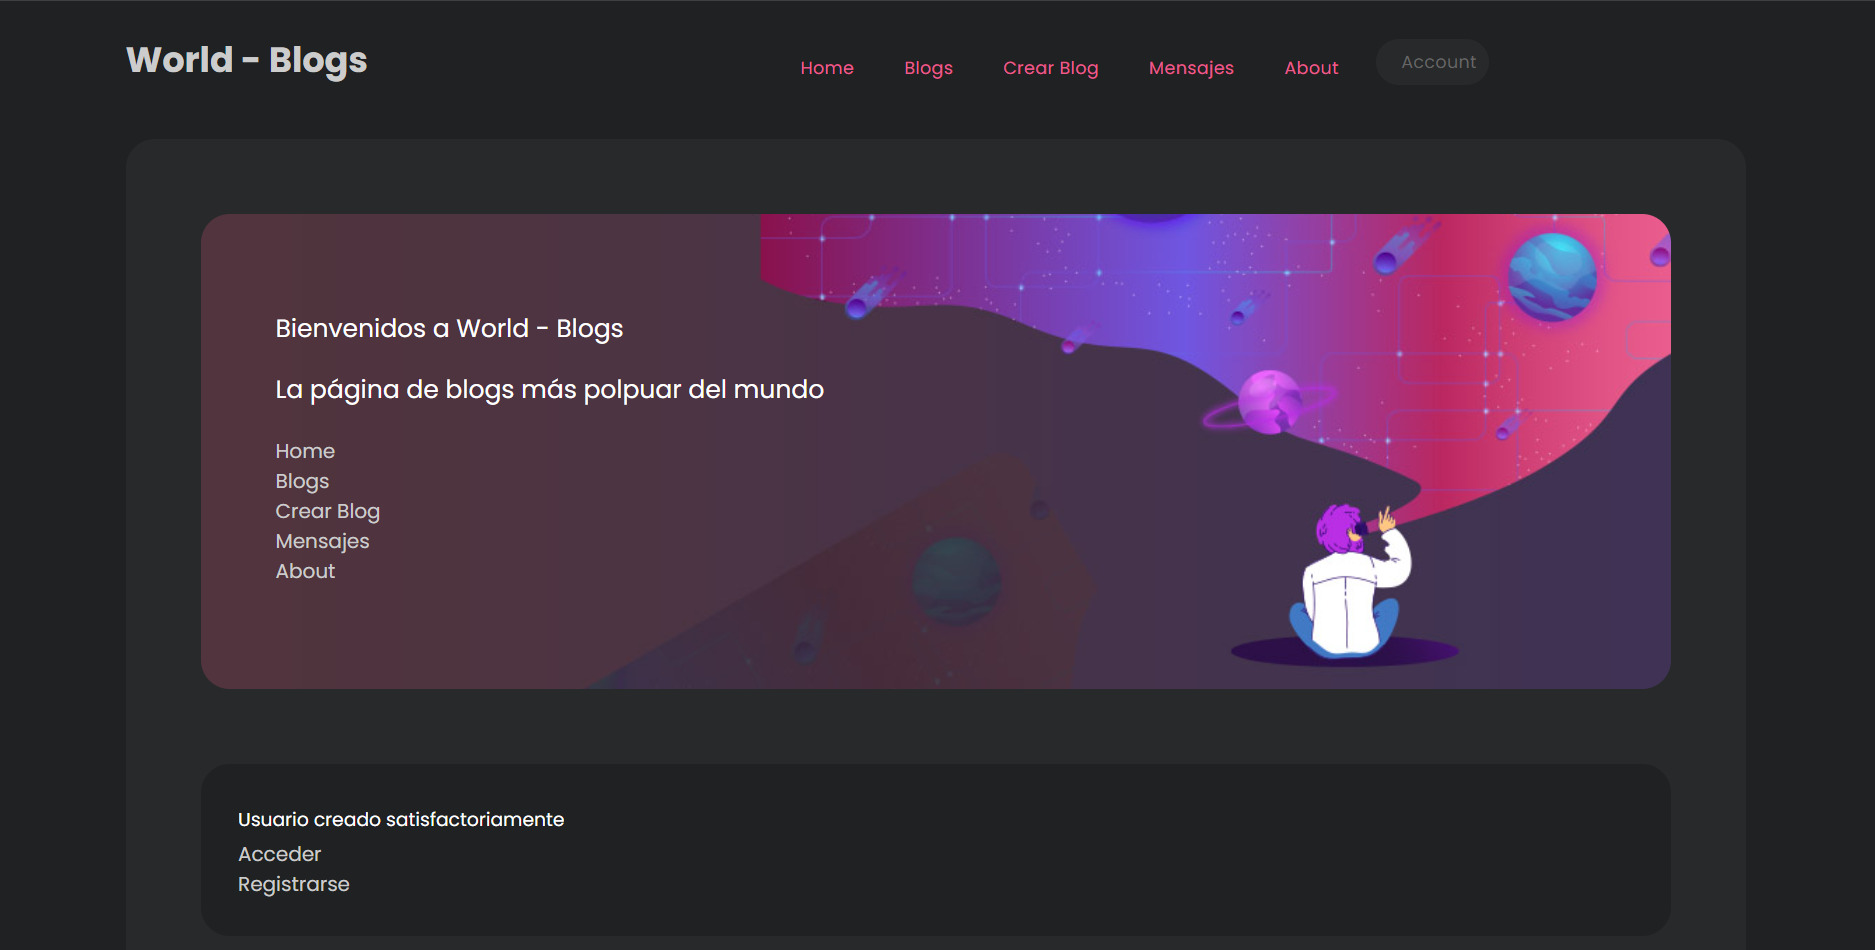 World - Blogs
Home Blogs Crear Blog Mensajes About Account
Bienvenidos a World - Blogs
La página de blogs más polpuar del mundo
Home
Blogs
Crear Blog
Mensajes
About
Usuario creado satisfactoriamente
Acceder
Registrarse